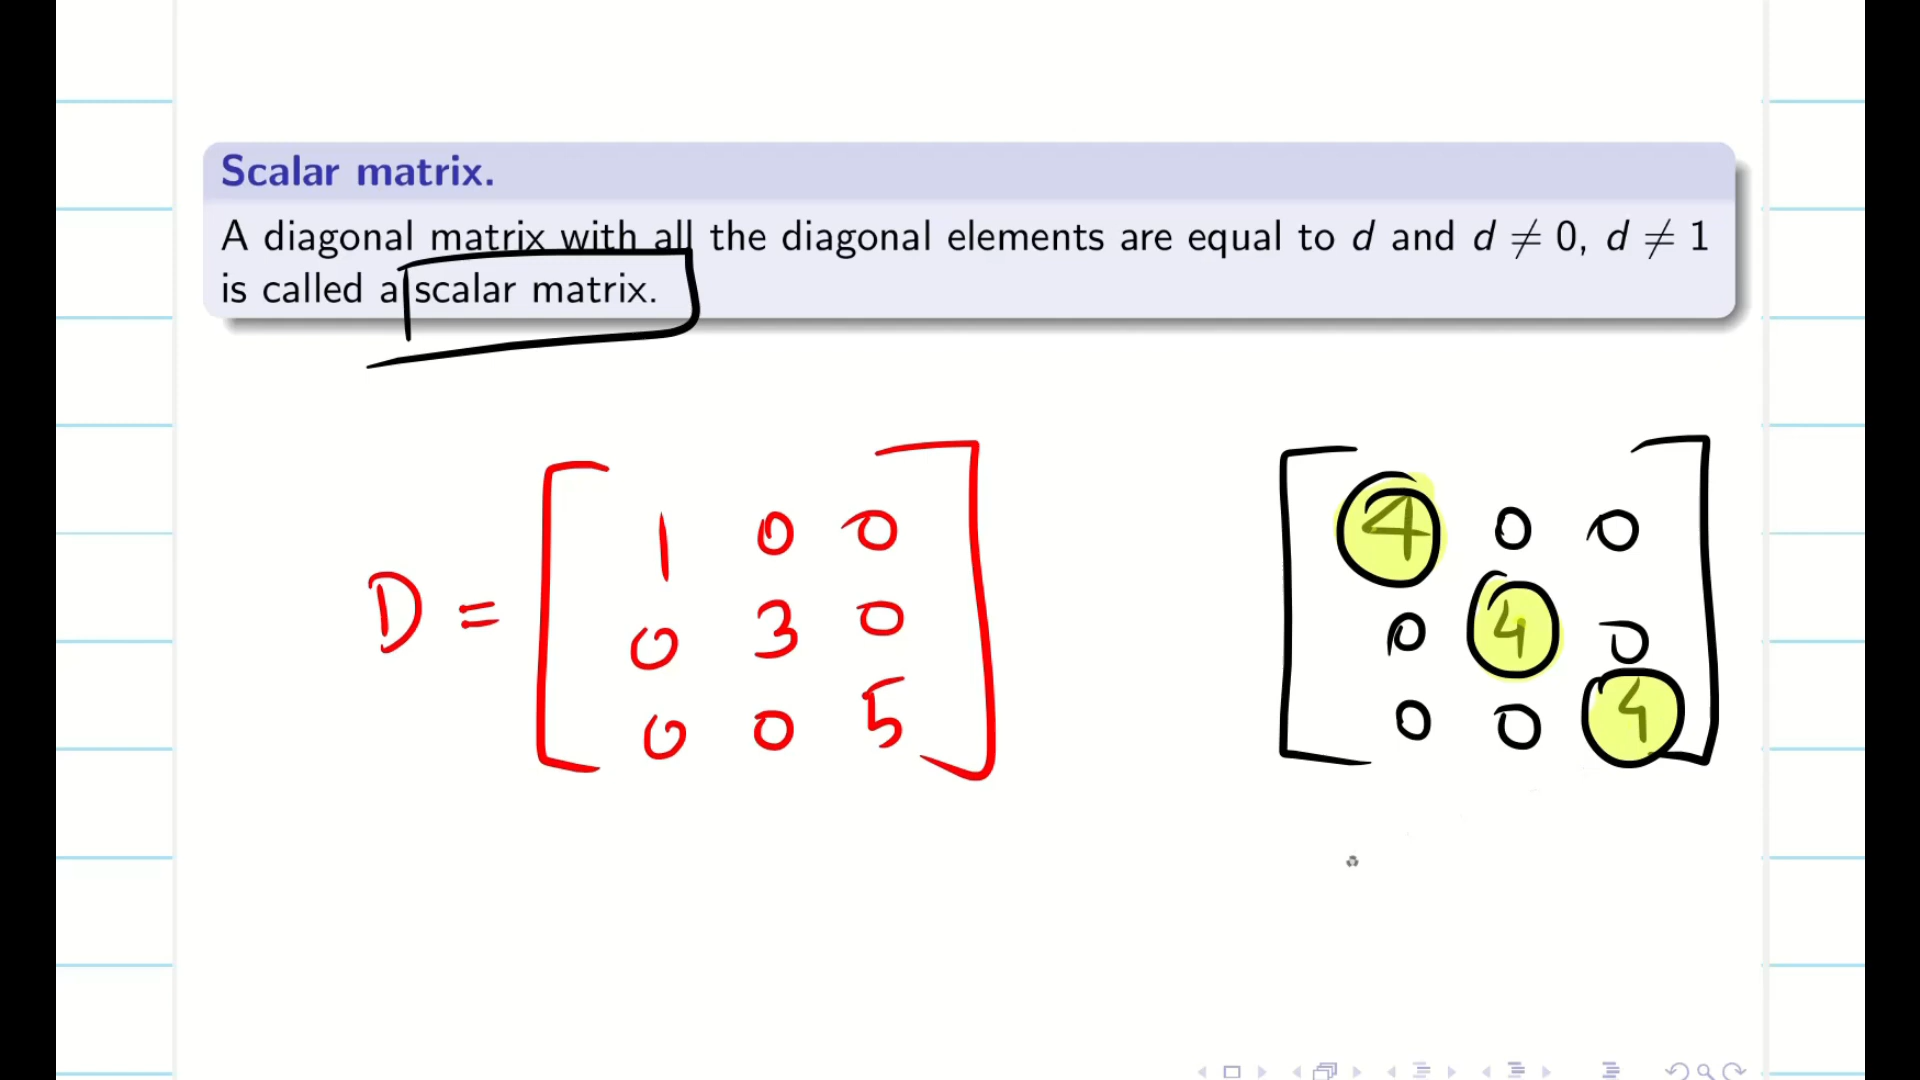 Scalar matrix.
A diagonal matrix with all the diagonal elements are equal to d and d ≠ 0, d ≠ 1
is called a scalar matrix.
D = [ 1 0 0
0 3 0
0 0 5 ]
[ 4 0 0
0 4 0
0 0 4 ]